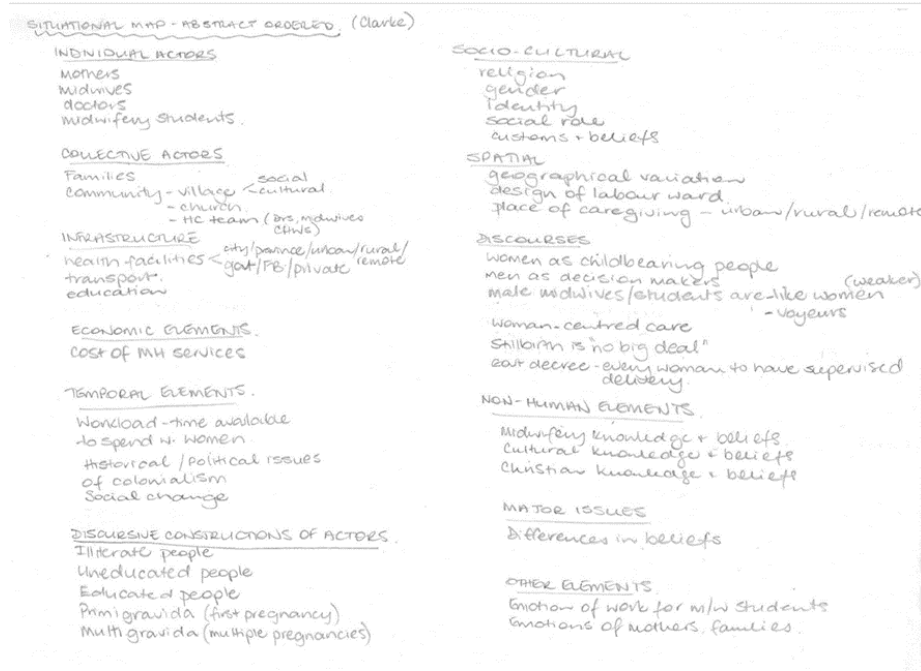 SITUATIONAL MAP - ABSTRACT ORDERED. (Clarke)
INDIVIDUAL ACTORS
mothers
midwives
doctors
midwifery students.
COLLECTIVE ACTORS
Families
social
community - village < cultural
- church
- HC team (Drs, midwives
CHWs)
INFRASTRUCTURE
health facilities < city/province/urban/rural/
remote
govt/FB/private
transport.
education
ECONOMIC ELEMENTS.
COST OF MH SERVICES
TEMPORAL ELEMENTS.
Workload - time available
to spend w. women
Historical / Political issues
of colonialism
Social change
DISCURSIVE CONSTRUCTIONS OF ACTORS.
Illiterate people
Uneducated people
Educated people
Primigravida (first pregnancy)
Multigravida (multiple pregnancies)
SOCIO-CULTURAL
religion
gender
identity
social role
customs + beliefs
SPATIAL
geographical variation
design of labour ward
place of caregiving - urban/rural/remote
DISCOURSES
women as childbearing people
men as decision makers
(weaker)
male midwives/students are - like women
- voyeurs
woman-centred care
stillbirth is "no big deal"
decree - every woman to have supervised
delivery.
NON-HUMAN ELEMENTS.
Midwifery knowledge + beliefs
Cultural knowledge + beliefs
Christian knowledge + beliefs
MAJOR ISSUES
Differences in beliefs
OTHER ELEMENTS.
Emotion of work for m/w students
Emotions of mothers, families.